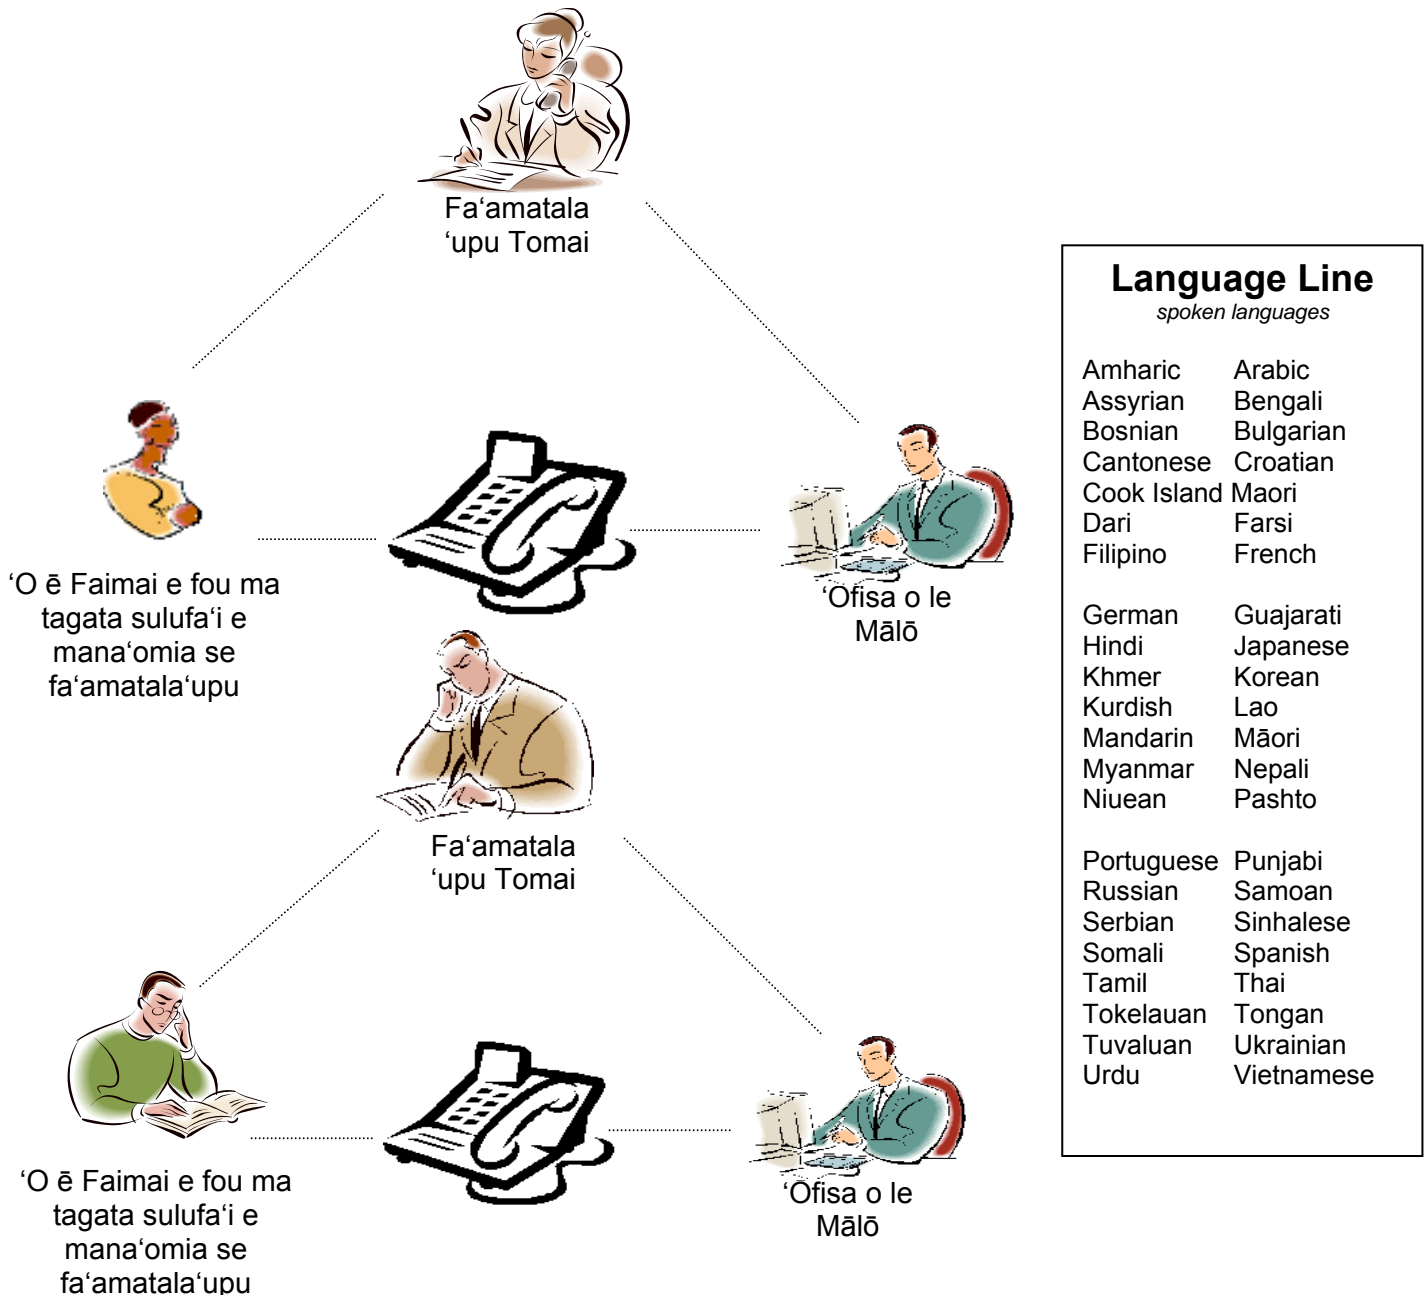 Fa‘amatala
‘upu Tomai
‘O ē Faimai e fou ma
tagata sulufa‘i e
mana‘omia se
fa‘amatala‘upu
‘Ofisa o le
Mālō
Fa‘amatala
‘upu Tomai
‘O ē Faimai e fou ma
tagata sulufa‘i e
mana‘omia se
fa‘amatala‘upu
‘Ofisa o le
Mālō
Language Line
spoken languages
Amharic Arabic
Assyrian Bengali
Bosnian Bulgarian
Cantonese Croatian
Cook Island Maori
Dari Farsi
Filipino French
German Guajarati
Hindi Japanese
Khmer Korean
Kurdish Lao
Mandarin Māori
Myanmar Nepali
Niuean Pashto
Portuguese Punjabi
Russian Samoan
Serbian Sinhalese
Somali Spanish
Tamil Thai
Tokelauan Tongan
Tuvaluan Ukrainian
Urdu Vietnamese